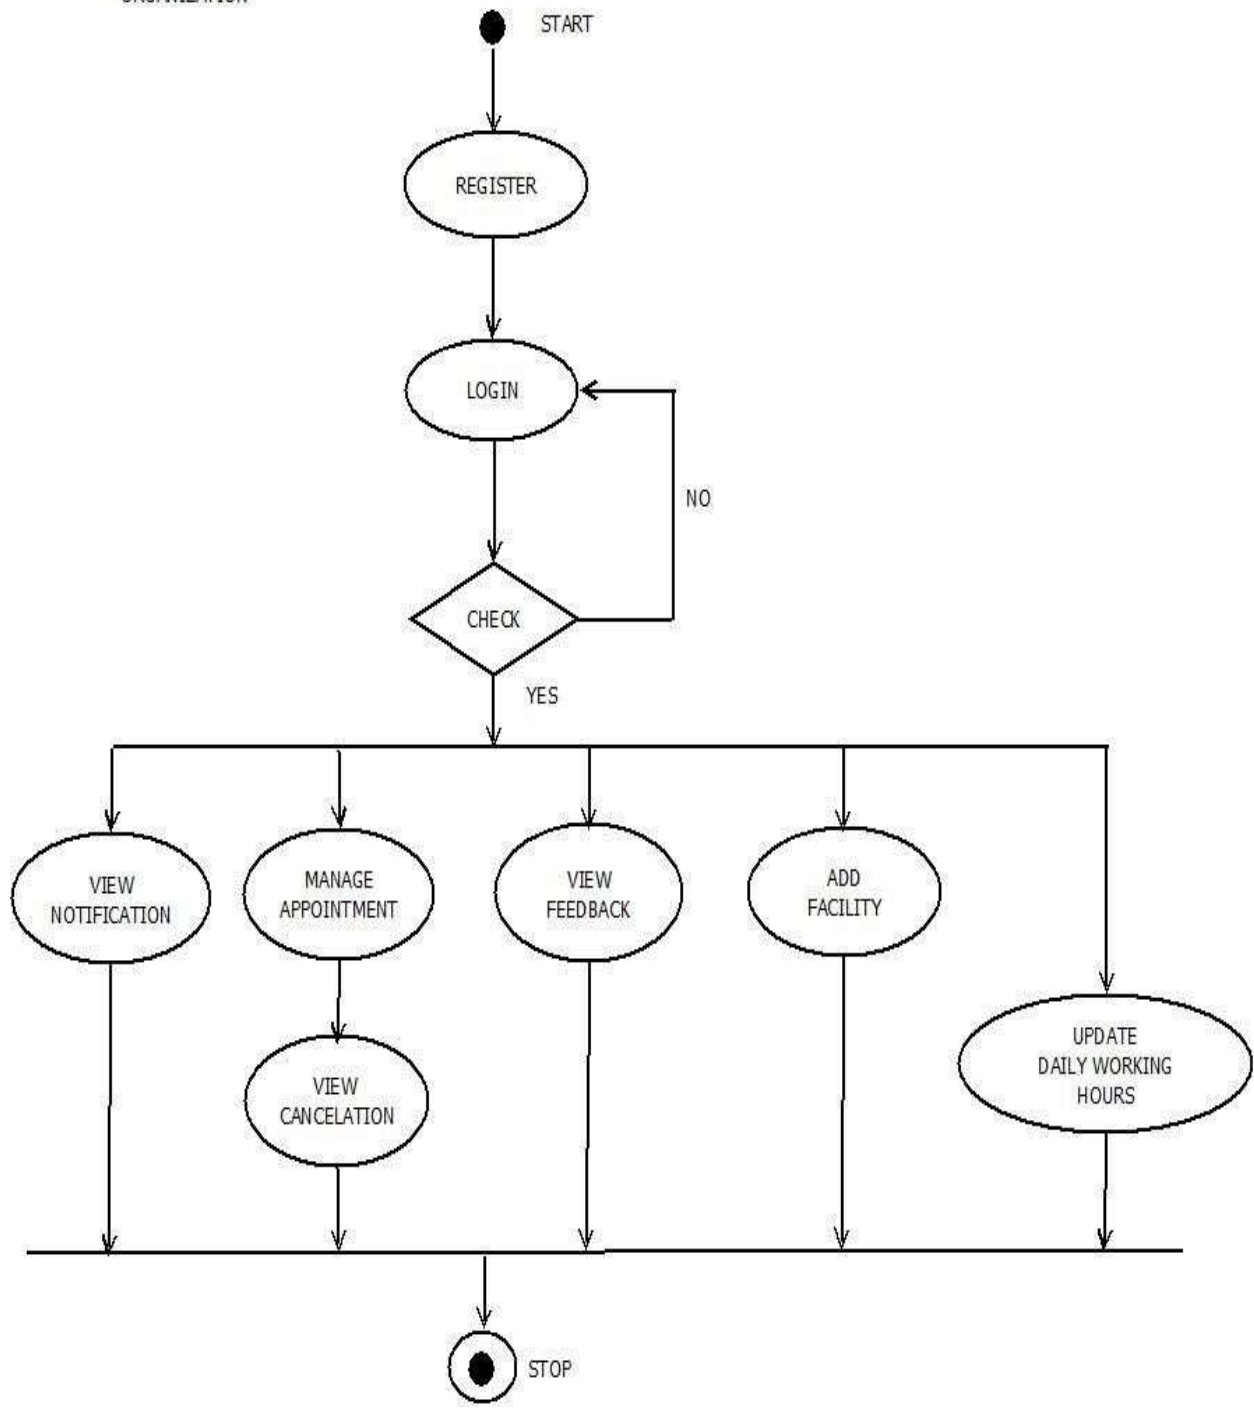 START
REGISTER
LOGIN
NO
CHECK
YES
VIEW
NOTIFICATION
MANAGE
APPOINTMENT
VIEW
FEEDBACK
ADD
FACILITY
UPDATE
DAILY WORKING
HOURS
VIEW
CANCELATION
STOP